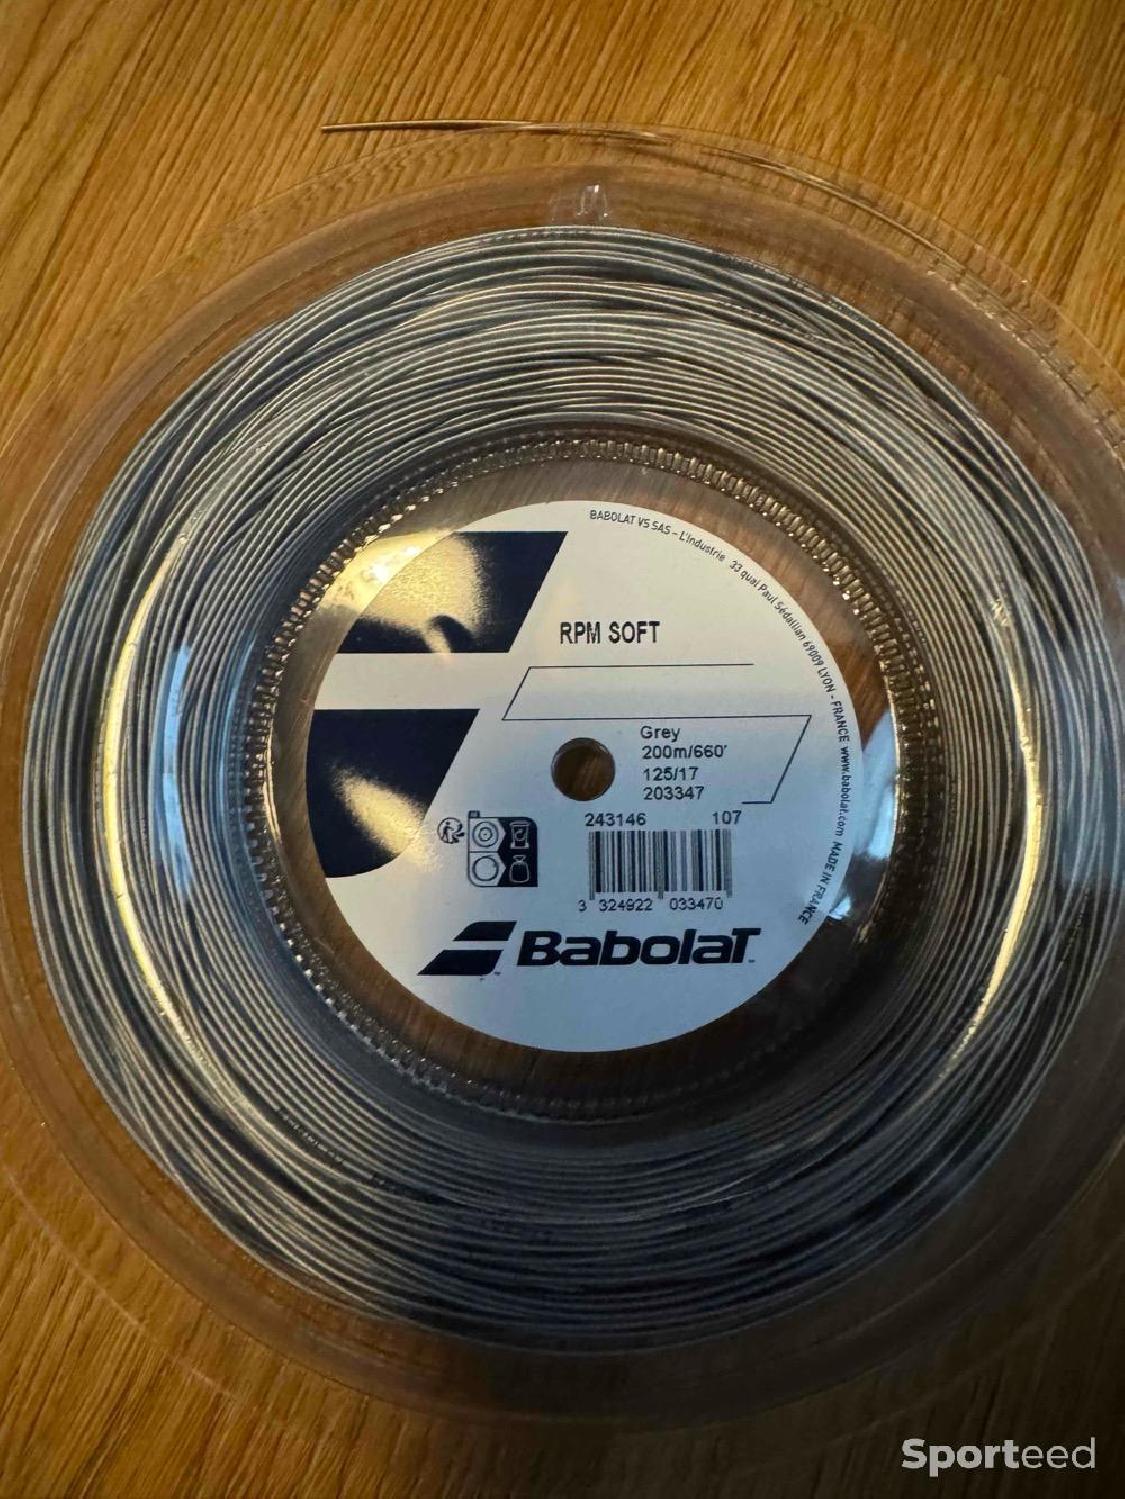 BABOLAT VS SAS - L'Industrie 33 quai Paul Sédaillan 69009 LYON - FRANCE www.babolat.com MADE IN FRANCE
RPM SOFT
Grey
200m/660'
125/17
203347
243146 107
3 324922 033470
BabolaT
Sporteed